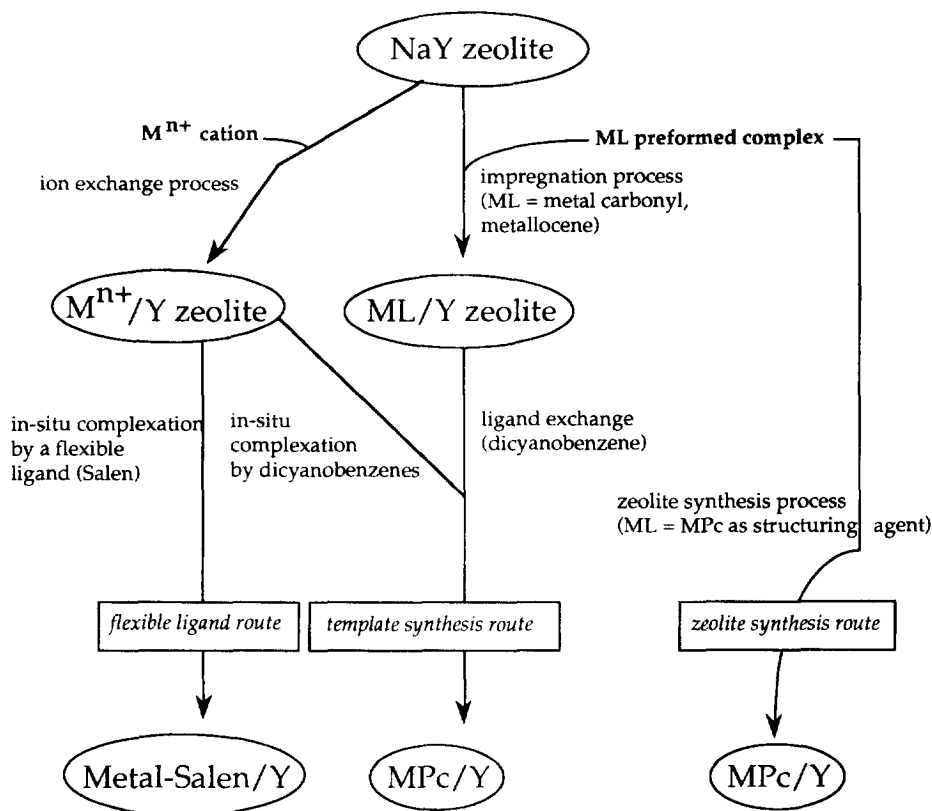 NaY zeolite
M^n+ cation
ML preformed complex
ion exchange process
impregnation process
(ML = metal carbonyl,
metallocene)
M^n+/Y zeolite
ML/Y zeolite
in-situ complexation
by a flexible
ligand (Salen)
in-situ
complexation
by dicyanobenzenes
ligand exchange
(dicyanobenzene)
zeolite synthesis process
(ML = MPc as structuring agent)
flexible ligand route
template synthesis route
zeolite synthesis route
Metal-Salen/Y
MPc/Y
MPc/Y